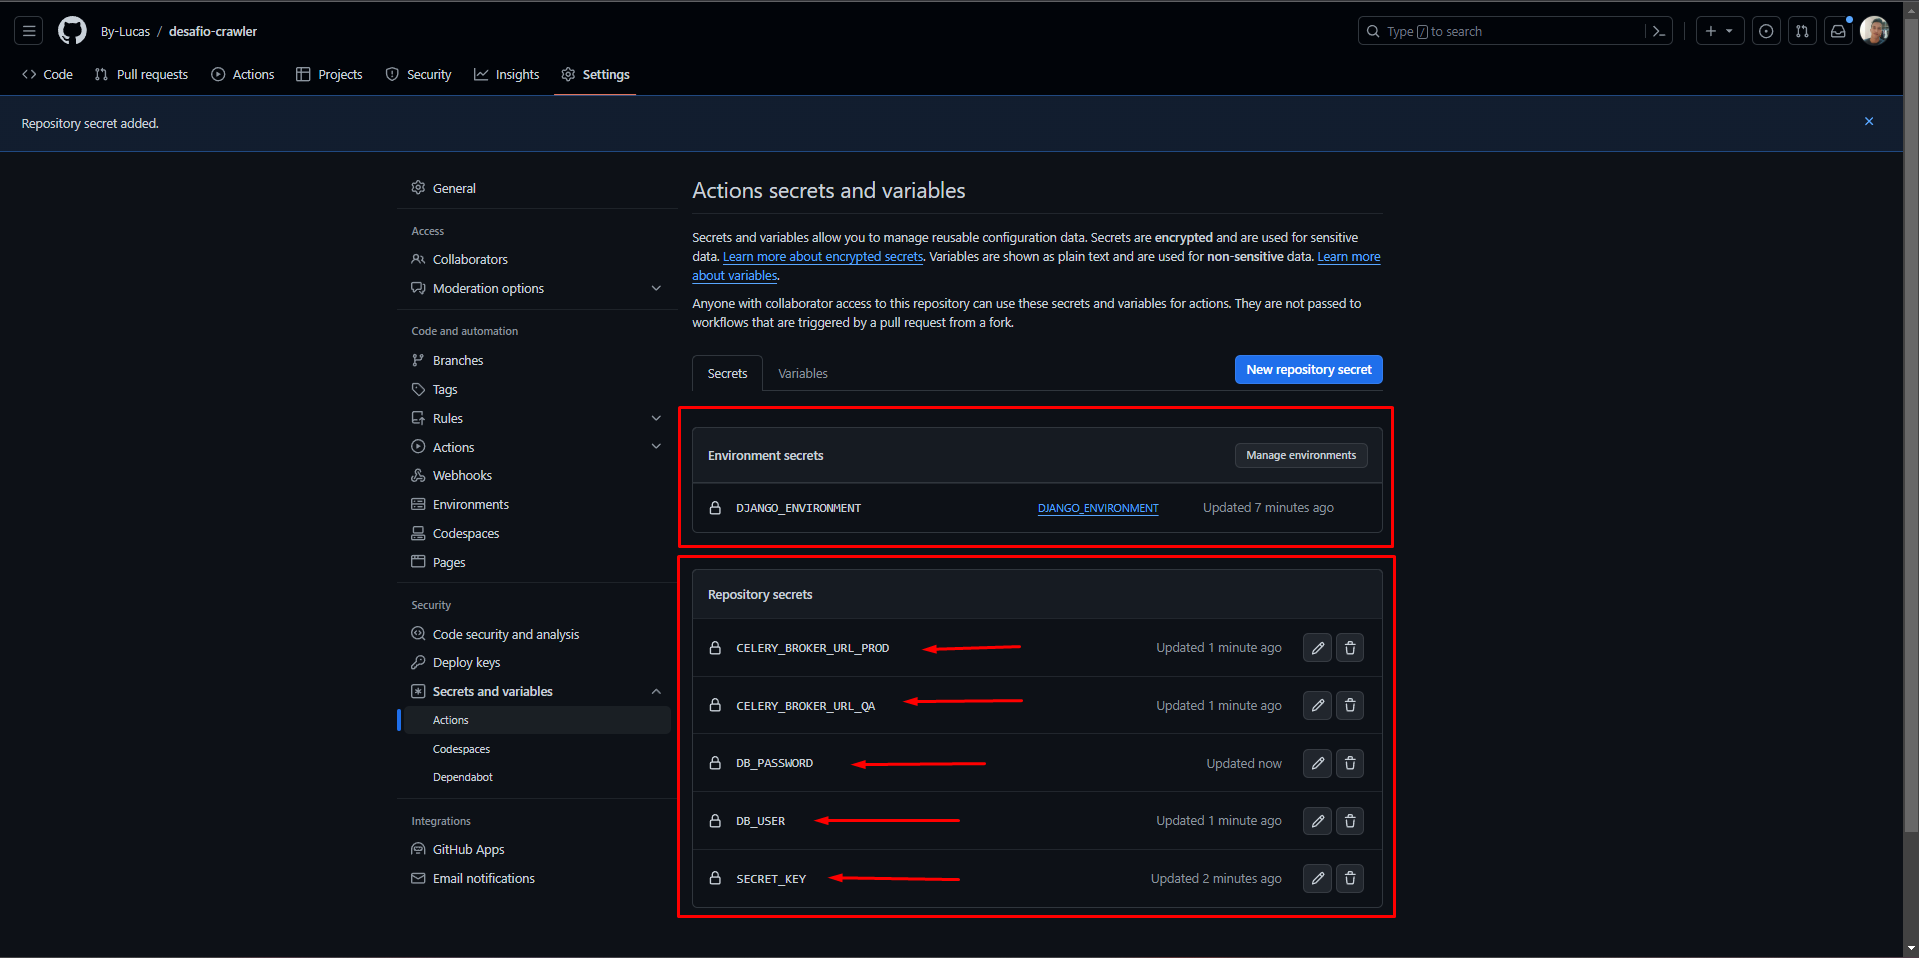 By-Lucas / desafio-crawler
Type / to search
Code
Pull requests
Actions
Projects
Security
Insights
Settings
Repository secret added.
General
Access
Collaborators
Moderation options
Code and automation
Branches
Tags
Rules
Actions
Webhooks
Environments
Codespaces
Pages
Security
Code security and analysis
Deploy keys
Secrets and variables
Actions
Codespaces
Dependabot
Integrations
GitHub Apps
Email notifications
Actions secrets and variables
Secrets and variables allow you to manage reusable configuration data. Secrets are encrypted and are used for sensitive
data. Learn more about encrypted secrets. Variables are shown as plain text and are used for non-sensitive data. Learn more
about variables.
Anyone with collaborator access to this repository can use these secrets and variables for actions. They are not passed to
workflows that are triggered by a pull request from a fork.
Secrets
Variables
New repository secret
Environment secrets
Manage environments
DJANGO_ENVIRONMENT DJANGO_ENVIRONMENT Updated 7 minutes ago
Repository secrets
CELERY_BROKER_URL_PROD Updated 1 minute ago
CELERY_BROKER_URL_QA Updated 1 minute ago
DB_PASSWORD Updated now
DB_USER Updated 1 minute ago
SECRET_KEY Updated 2 minutes ago